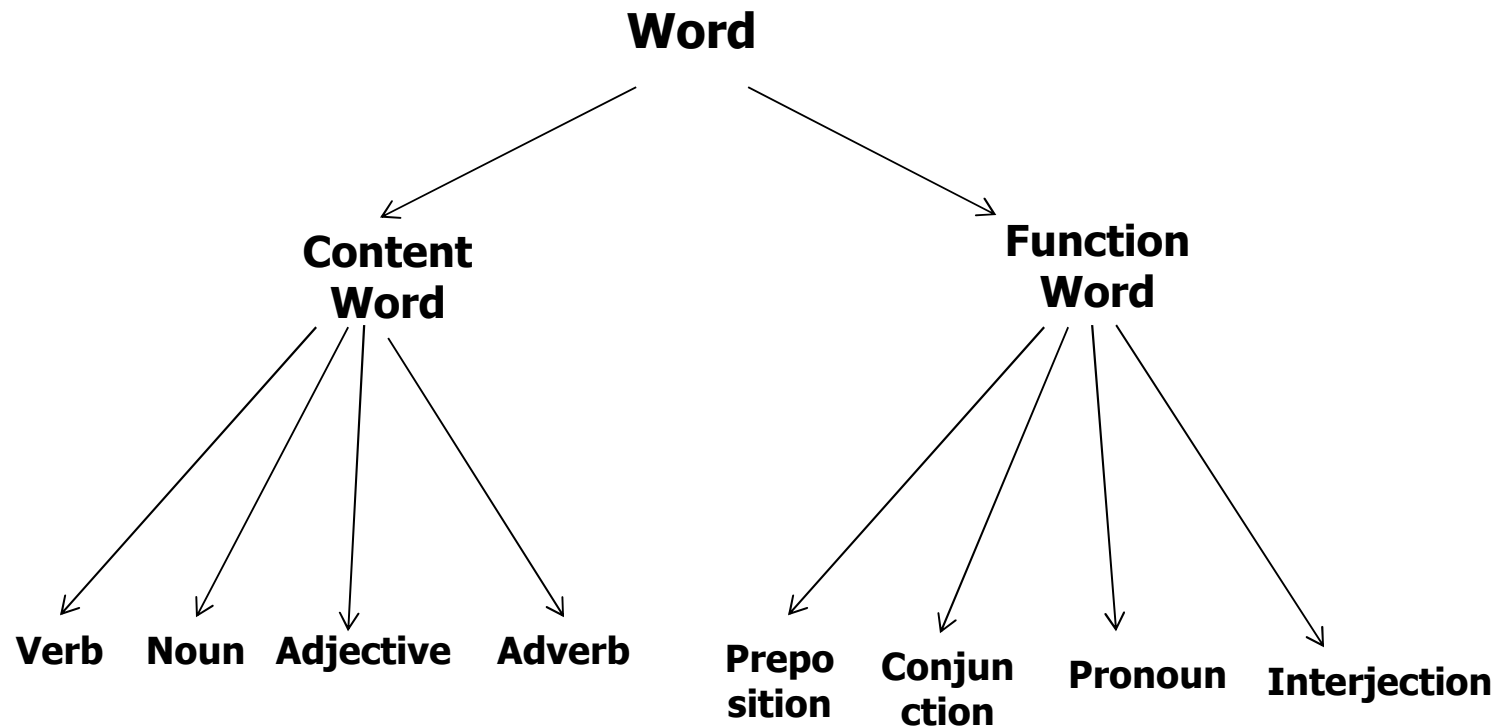 Word
Content
Word
Function
Word
Verb
Noun
Adjective
Adverb
Prepo
sition
Conjun
ction
Pronoun
Interjection